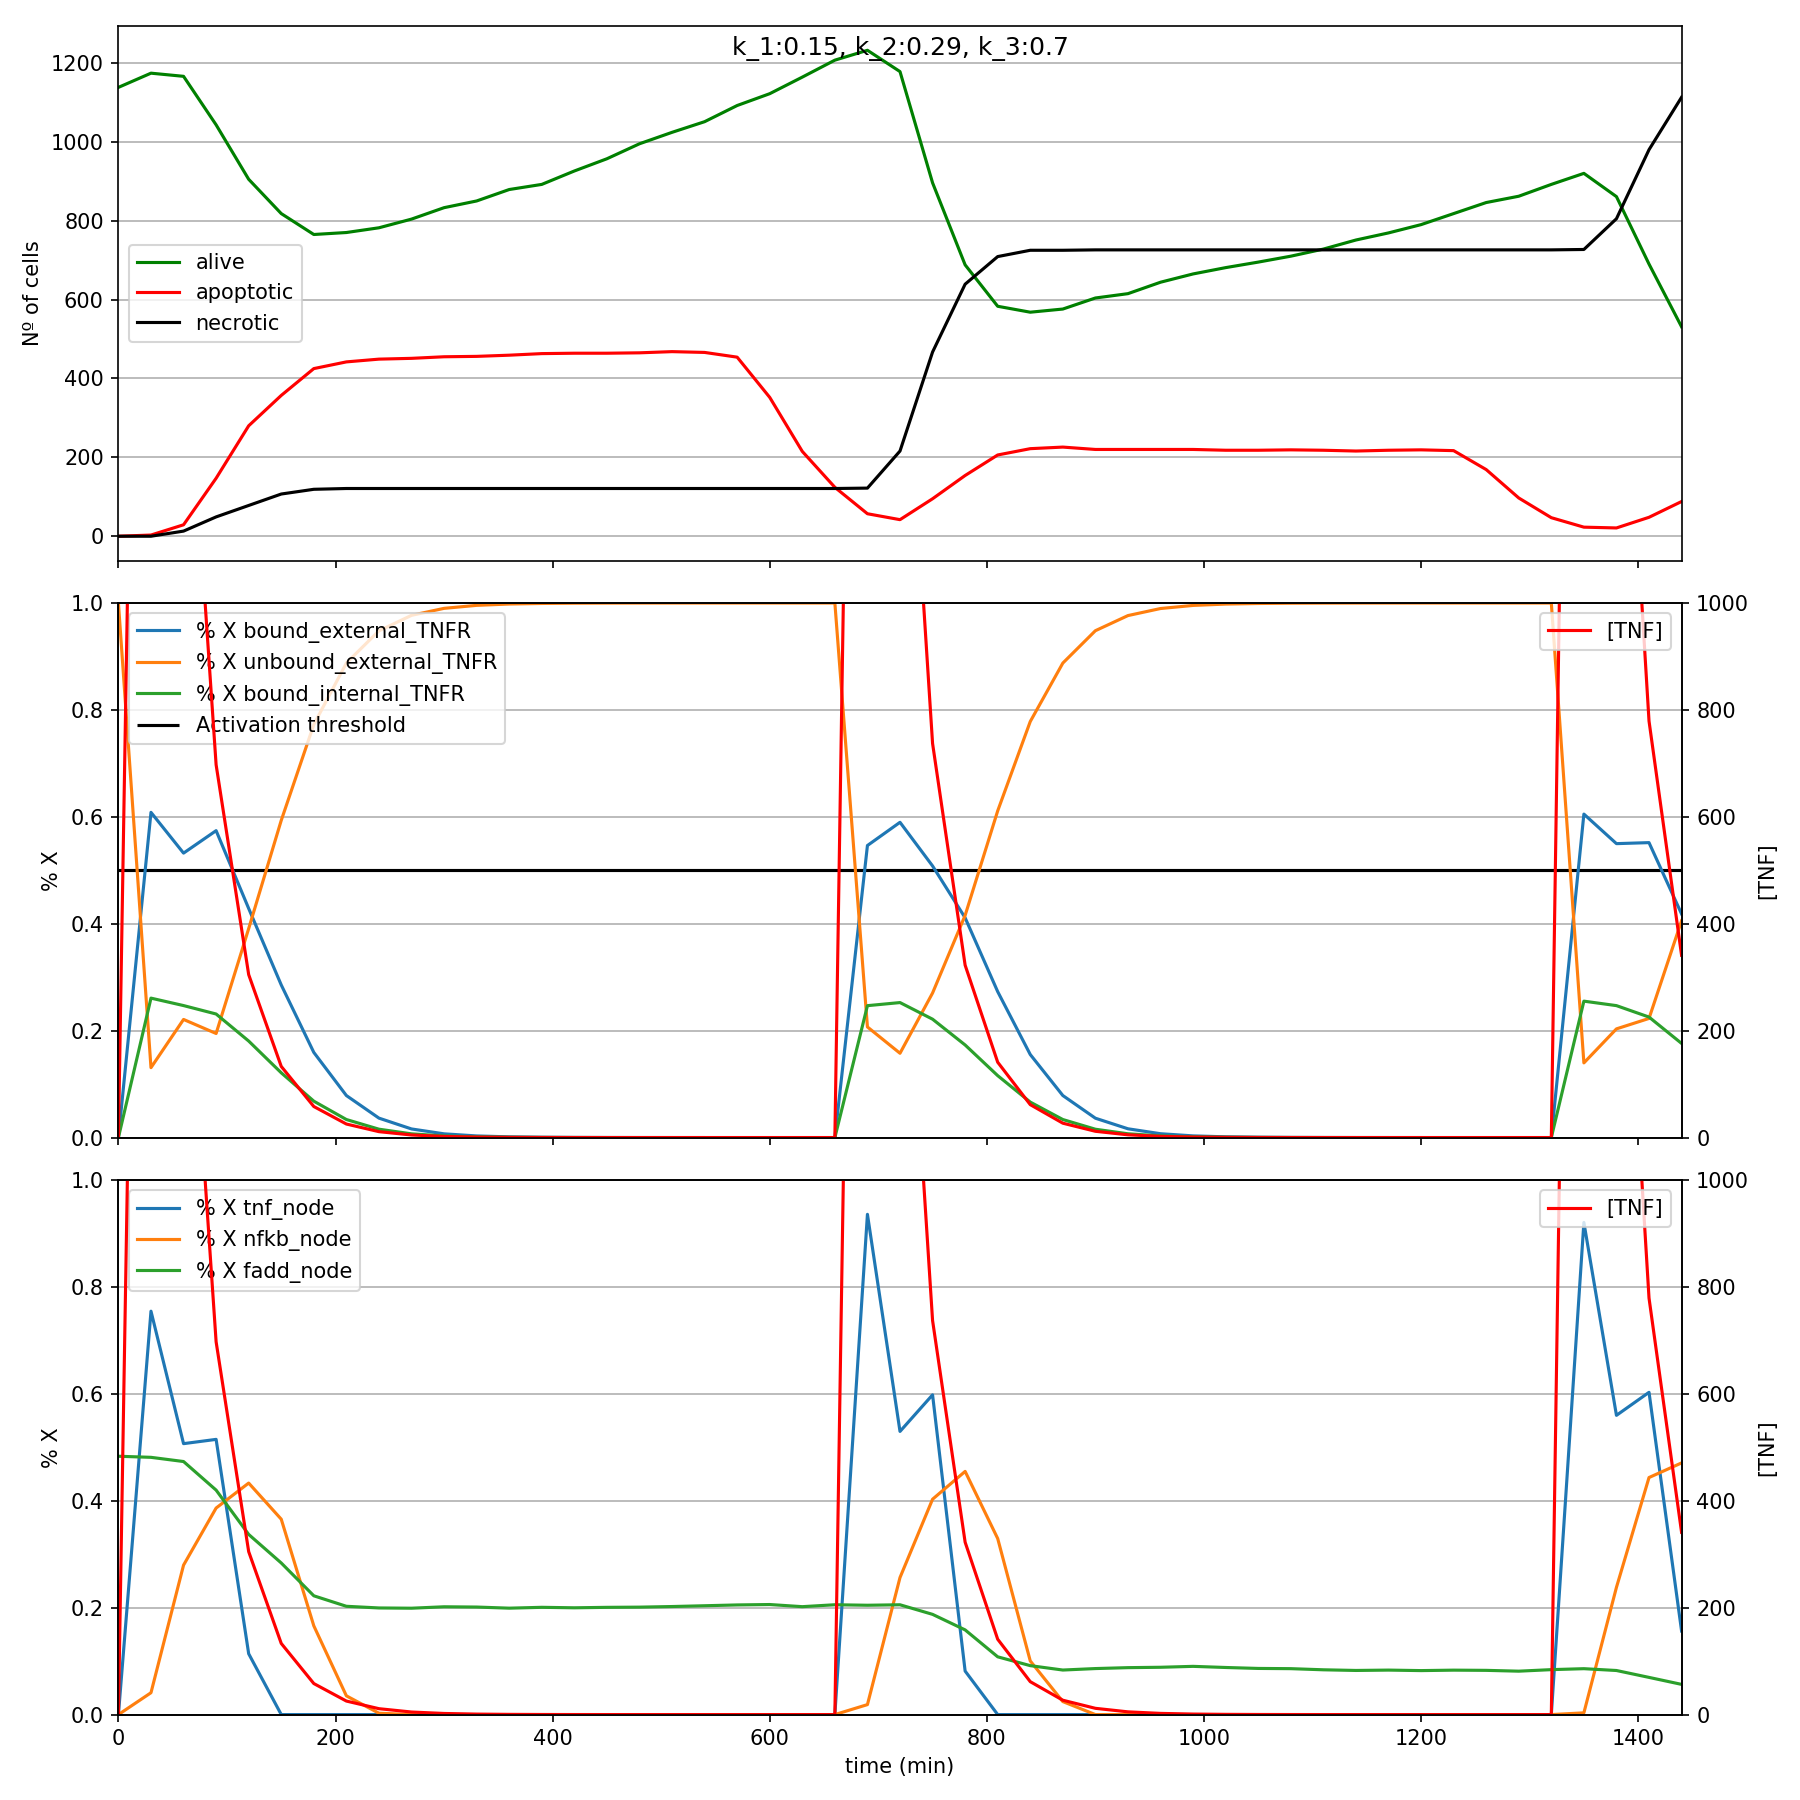 k_1:0.15, k_2:0.29, k_3:0.7
1200
1000
800
600
400
200
0
Nº of cells
alive
apoptotic
necrotic
1.0
0.8
0.6
0.4
0.2
0.0
% X
% X bound_external_TNFR
% X unbound_external_TNFR
% X bound_internal_TNFR
Activation threshold
[TNF]
1000
800
600
400
200
0
[TNF]
1.0
0.8
0.6
0.4
0.2
0.0
% X
% X tnf_node
% X nfkb_node
% X fadd_node
[TNF]
1000
800
600
400
200
0
[TNF]
0 200 400 600 800 1000 1200 1400
time (min)